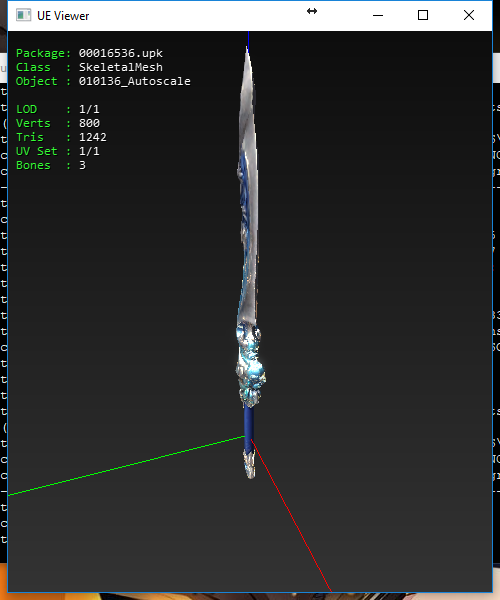 UE Viewer
Package: 00016536.upk
Class : SkeletalMesh
Object : 010136_Autoscale
LOD : 1/1
Verts : 800
Tris : 1242
UV Set : 1/1
Bones : 3